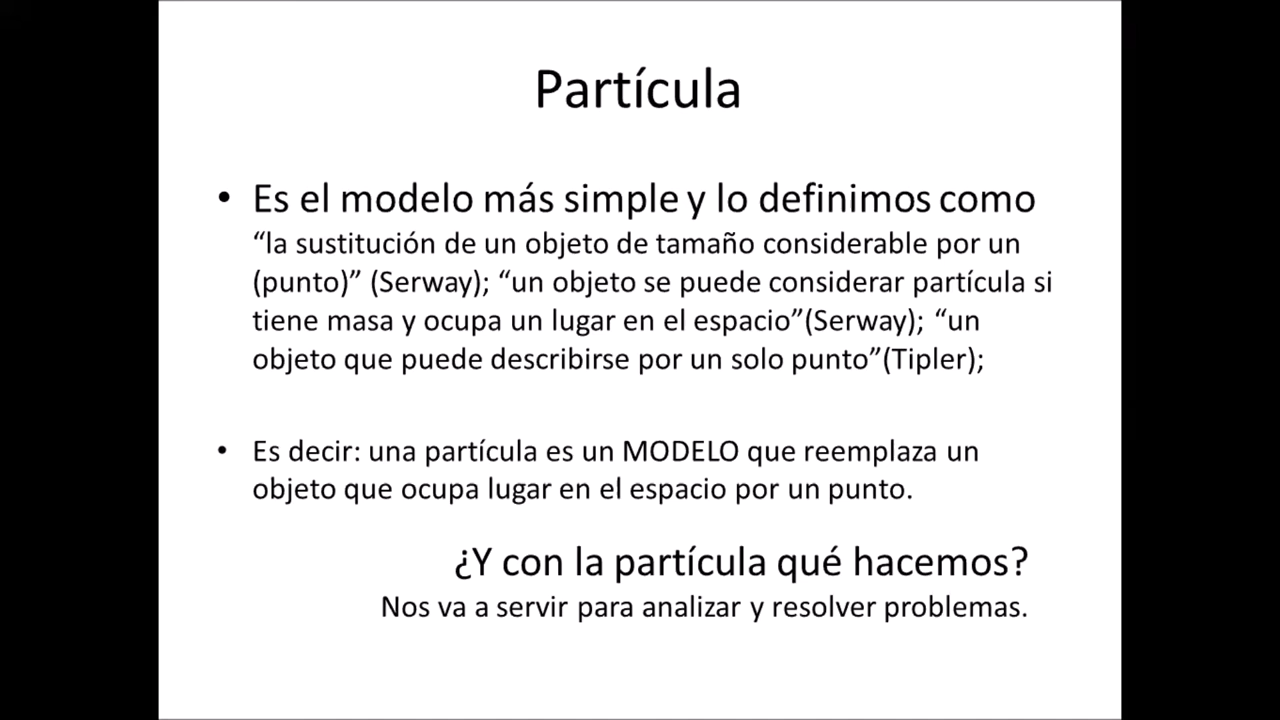 Partícula
• Es el modelo más simple y lo definimos como
“la sustitución de un objeto de tamaño considerable por un
(punto)” (Serway); “un objeto se puede considerar partícula si
tiene masa y ocupa un lugar en el espacio”(Serway); “un
objeto que puede describirse por un solo punto”(Tipler);
• Es decir: una partícula es un MODELO que reemplaza un
objeto que ocupa lugar en el espacio por un punto.
¿Y con la partícula qué hacemos?
Nos va a servir para analizar y resolver problemas.